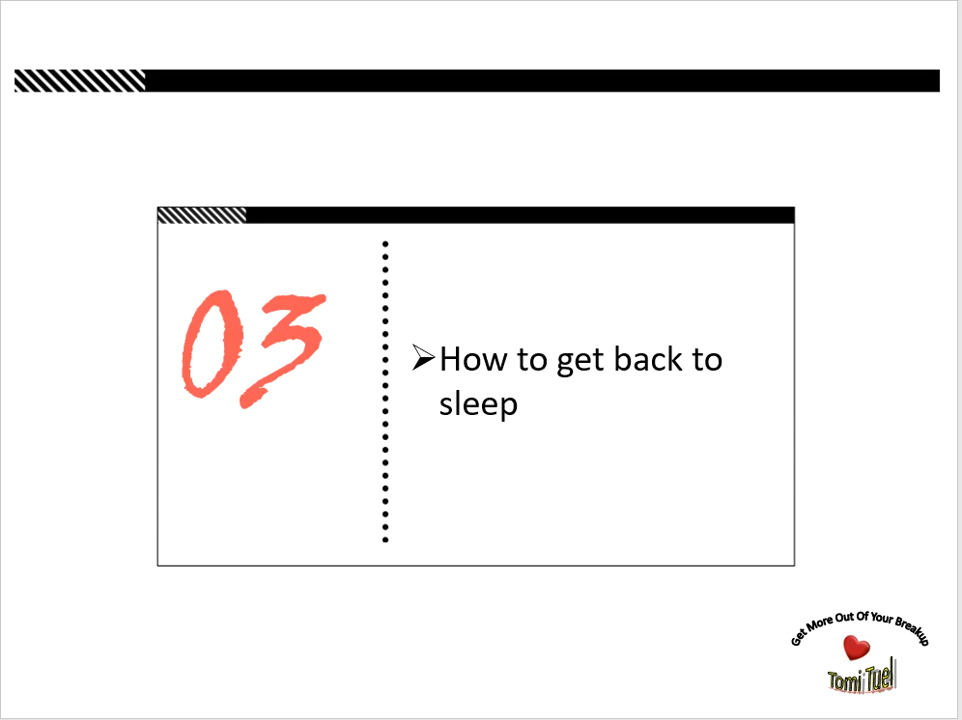 03
➢How to get back to
sleep
Get More Out Of Your Breakup
Tomi Tuel